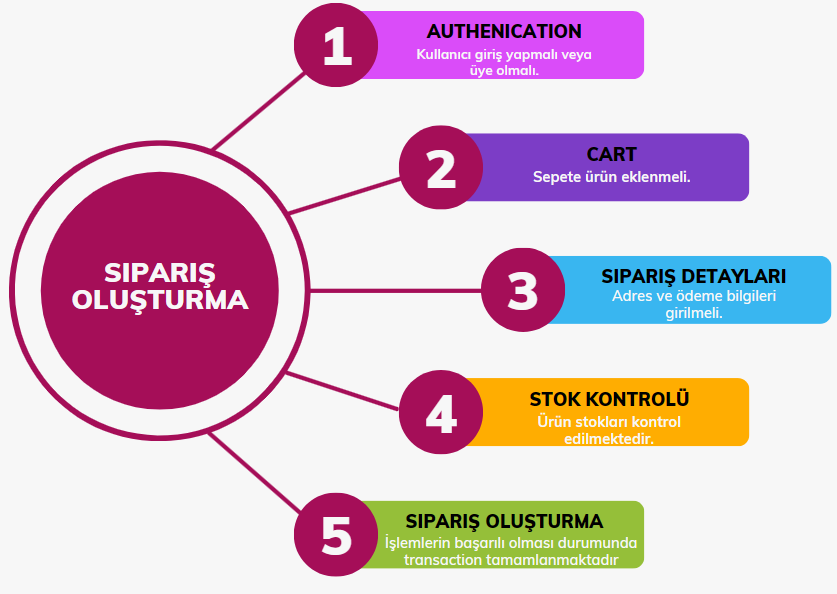 SIPARIŞ
OLUŞTURMA
1
AUTHENICATION
Kullanıcı giriş yapmalı veya
üye olmalı.
2
CART
Sepete ürün eklenmeli.
3
SIPARIŞ DETAYLARI
Adres ve ödeme bilgileri
girilmeli.
4
STOK KONTROLÜ
Ürün stokları kontrol
edilmektedir.
5
SIPARIŞ OLUŞTURMA
İşlemlerin başarılı olması durumunda
transaction tamamlanmaktadır